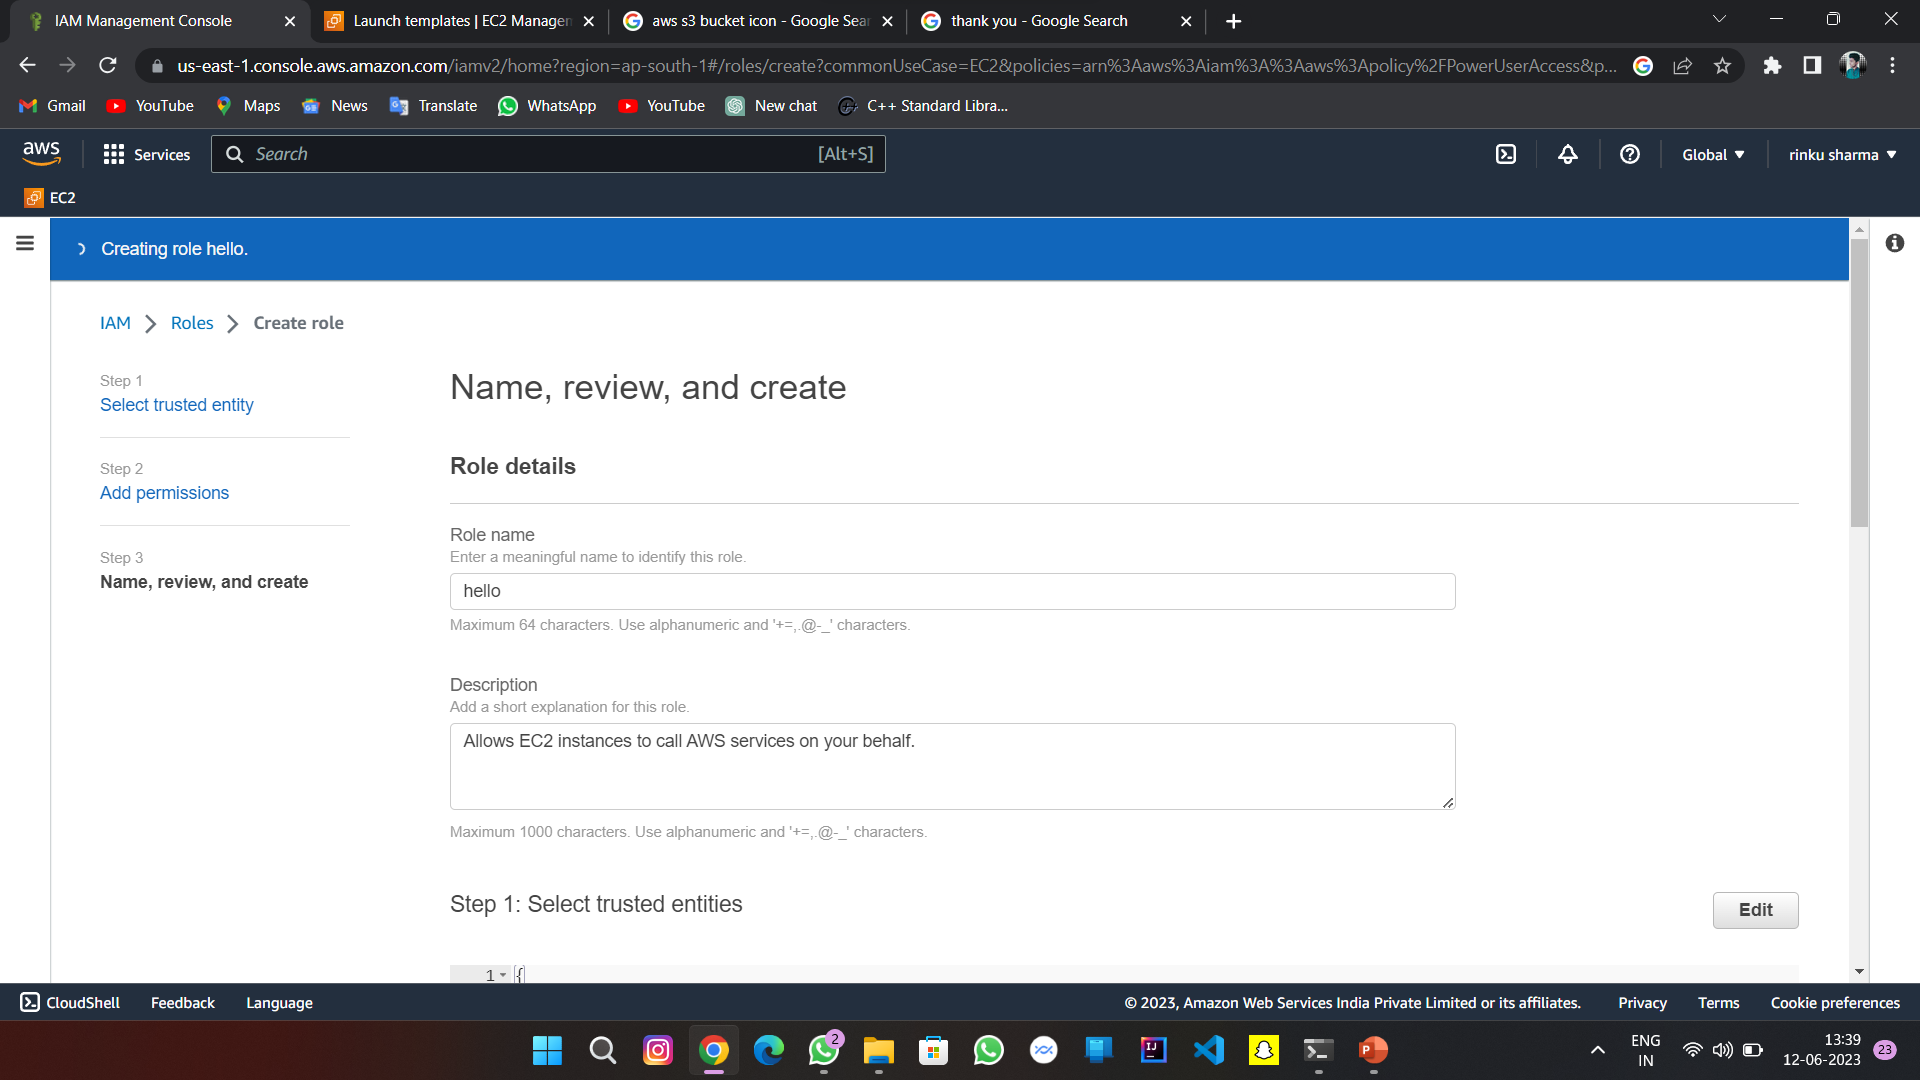 IAM Management Console
Launch templates | EC2 Managen
aws s3 bucket icon - Google Sear
thank you - Google Search
us-east-1.console.aws.amazon.com/iamv2/home?region=ap-south-1#/roles/create?commonUseCase=EC2&policies=arn%3Aaws%3Aiam%3A%3Aaws%3Apolicy%2FPowerUserAccess&p...
Gmail
YouTube
Maps
News
Translate
WhatsApp
YouTube
New chat
C++ Standard Libra...
aws
Services
Search
[Alt+S]
Global
rinku sharma
EC2
Creating role hello.
IAM
Roles
Create role
Step 1
Select trusted entity
Step 2
Add permissions
Step 3
Name, review, and create
Name, review, and create
Role details
Role name
Enter a meaningful name to identify this role.
hello
Maximum 64 characters. Use alphanumeric and '+=,.@-_' characters.
Description
Add a short explanation for this role.
Allows EC2 instances to call AWS services on your behalf.
Maximum 1000 characters. Use alphanumeric and '+=,.@-_' characters.
Step 1: Select trusted entities
Edit
1
{
CloudShell
Feedback
Language
© 2023, Amazon Web Services India Private Limited or its affiliates.
Privacy
Terms
Cookie preferences
2
IJ
P
ENG
IN
13:39
12-06-2023
23